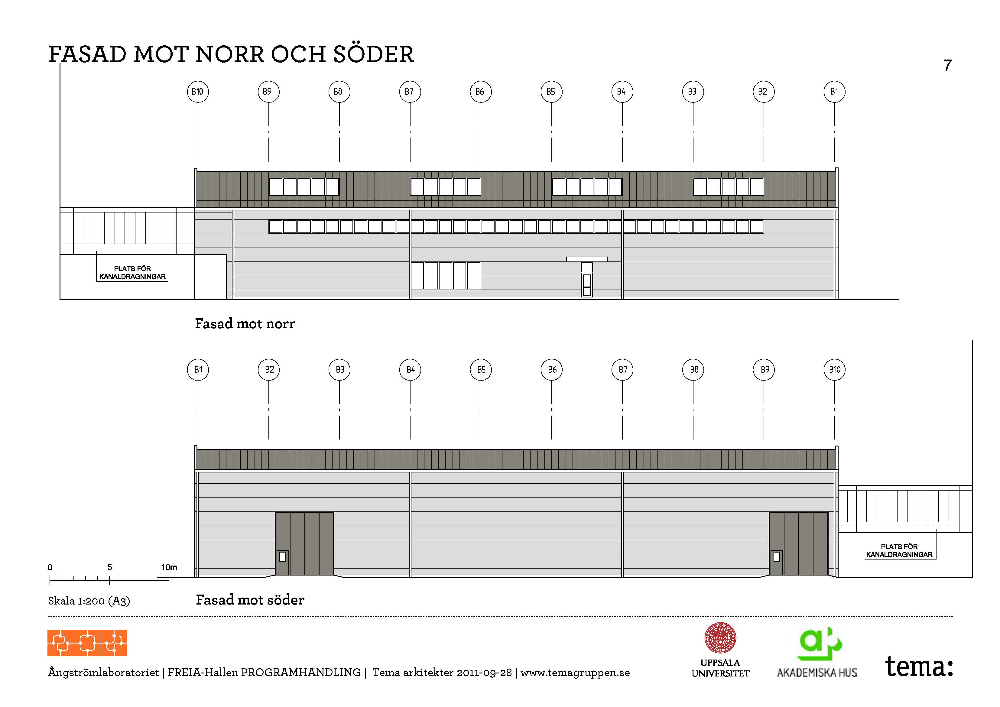 FASAD MOT NORR OCH SÖDER
7
B10 B9 B8 B7 B6 B5 B4 B3 B2 B1
PLATS FÖR
KANALDRAGNINGAR
Fasad mot norr
B1 B2 B3 B4 B5 B6 B7 B8 B9 B10
PLATS FÖR
KANALDRAGNINGAR
0 5 10m
Skala 1:200 (A3)
Fasad mot söder
UPPSALA
UNIVERSITET
AKADEMISKA HUS
tema:
Ångströmlaboratoriet | FREIA-Hallen PROGRAMHANDLING | Tema arkitekter 2011-09-28 | www.temagruppen.se